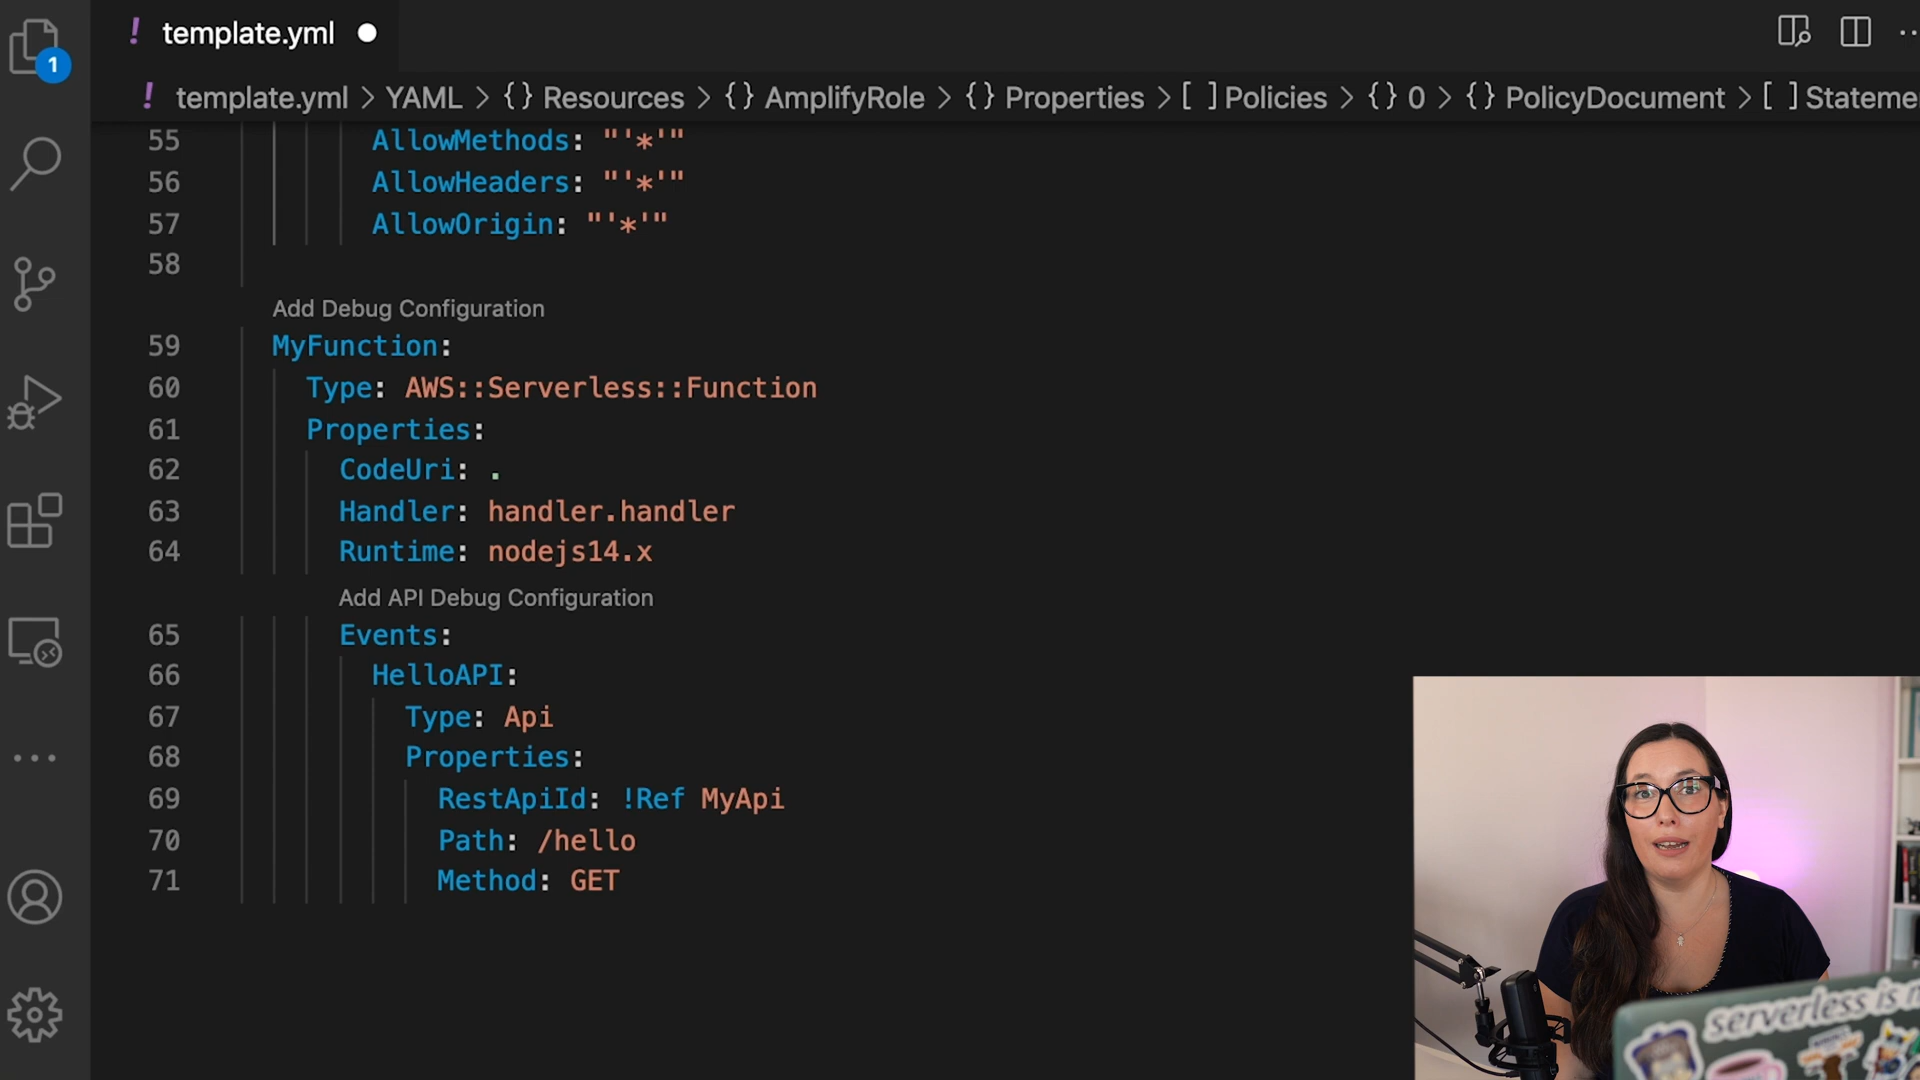 template.yml
1
template.yml > YAML > {} Resources > {} AmplifyRole > {} Properties > [ ] Policies > {} 0 > {} PolicyDocument > [ ] Stateme
55 AllowMethods: "'*'"
56 AllowHeaders: "'*'"
57 AllowOrigin: "'*'"
58
Add Debug Configuration
59 MyFunction:
60 Type: AWS::Serverless::Function
61 Properties:
62 CodeUri: .
63 Handler: handler.handler
64 Runtime: nodejs14.x
Add API Debug Configuration
65 Events:
66 HelloAPI:
67 Type: Api
68 Properties:
69 RestApiId: !Ref MyApi
70 Path: /hello
71 Method: GET
serverless is